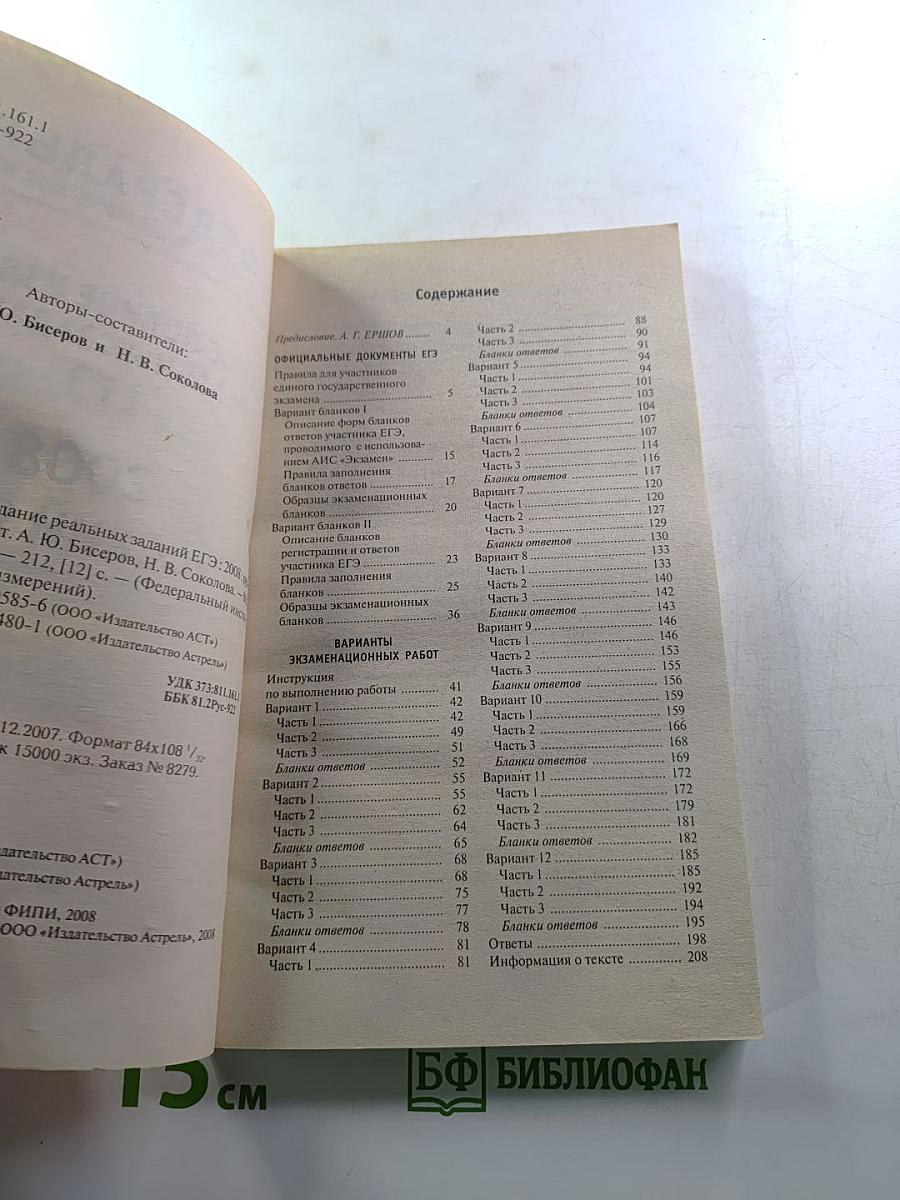 .161.1
-922
Авторы-составители:
Ю. Бисеров и Н. В. Соколова
дание реальных заданий ЕГЭ: 2008
т. А. Ю. Бисеров, Н. В. Соколова. –
— 212, [12] с. — (Федеральный
змерений).
585-6 (ООО «Издательство АСТ»)
480-1 (ООО «Издательство Астрель»)
УДК 373:811.161.1
ББК 81.2Рус-922
12.2007. Формат 84х108 1/32.
к 15000 экз. Заказ № 8279.
дательство АСТ»)
дательство Астрель»)
ФИПИ, 2008
ООО «Издательство Астрель», 2008
Содержание
Предисловие. А. Г. ЕРШОВ ........ 4
ОФИЦИАЛЬНЫЕ ДОКУМЕНТЫ ЕГЭ
Правила для участников
единого государственного
экзамена ........ 5
Вариант бланков I
Описание форм бланков
ответов участника ЕГЭ,
проводимого с использова-
нием АИС «Экзамен» ........ 15
Правила заполнения
бланков ответов ........ 17
Образцы экзаменационных
бланков ........ 20
Вариант бланков II
Описание бланков
регистрации и ответов
участника ЕГЭ ........ 23
Правила заполнения
бланков ........ 25
Образцы экзаменационных
бланков ........ 36
ВАРИАНТЫ
ЭКЗАМЕНАЦИОННЫХ РАБОТ
Инструкция
по выполнению работы ........ 41
Вариант 1 ........ 42
Часть 1 ........ 42
Часть 2 ........ 49
Часть 3 ........ 51
Бланки ответов ........ 52
Вариант 2 ........ 55
Часть 1 ........ 55
Часть 2 ........ 62
Часть 3 ........ 64
Бланки ответов ........ 65
Вариант 3 ........ 68
Часть 1 ........ 68
Часть 2 ........ 75
Часть 3 ........ 77
Бланки ответов ........ 78
Вариант 4 ........ 81
Часть 1 ........ 81
Часть 2 ........ 88
Часть 3 ........ 90
Бланки ответов ........ 91
Вариант 5 ........ 94
Часть 1 ........ 94
Часть 2 ........ 101
Часть 3 ........ 103
Бланки ответов ........ 104
Вариант 6 ........ 107
Часть 1 ........ 107
Часть 2 ........ 114
Часть 3 ........ 116
Бланки ответов ........ 117
Вариант 7 ........ 120
Часть 1 ........ 120
Часть 2 ........ 127
Часть 3 ........ 129
Бланки ответов ........ 130
Вариант 8 ........ 133
Часть 1 ........ 133
Часть 2 ........ 140
Часть 3 ........ 142
Бланки ответов ........ 143
Вариант 9 ........ 146
Часть 1 ........ 146
Часть 2 ........ 153
Часть 3 ........ 155
Бланки ответов ........ 156
Вариант 10 ........ 159
Часть 1 ........ 159
Часть 2 ........ 166
Часть 3 ........ 168
Бланки ответов ........ 169
Вариант 11 ........ 172
Часть 1 ........ 172
Часть 2 ........ 179
Часть 3 ........ 181
Бланки ответов ........ 182
Вариант 12 ........ 185
Часть 1 ........ 185
Часть 2 ........ 192
Часть 3 ........ 194
Бланки ответов ........ 195
Ответы ........ 198
Информация о тексте ........ 208
15 см
БФ БИБЛИОФАН